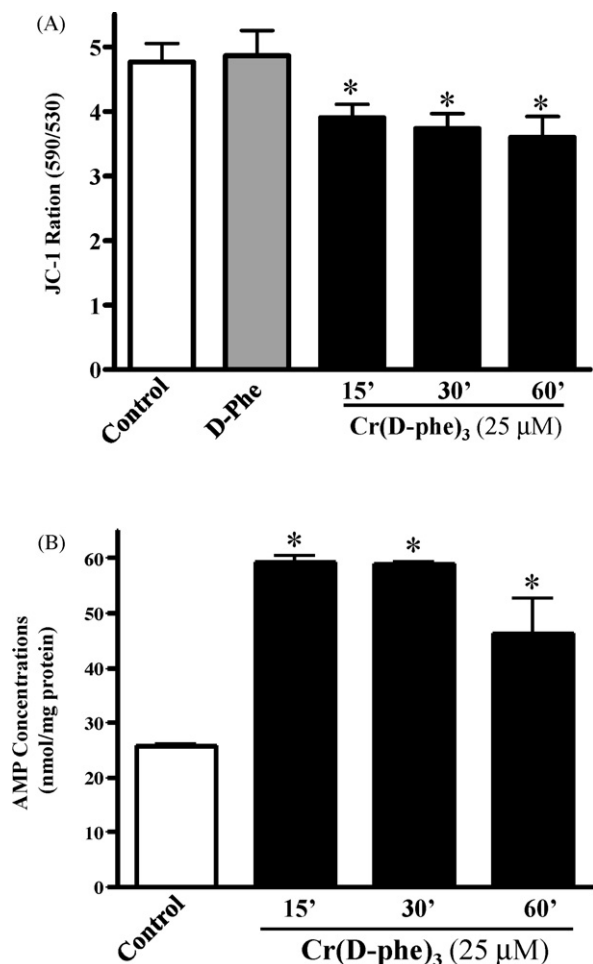 (A)
JC-1 Ration (590/530)
5
4
3
2
1
0
* * *
Control
D-Phe
15’ 30’ 60’
Cr(D-phe)3 (25 μM)
(B)
AMP Concentrations
(nmol/mg protein)
60
50
40
30
20
10
0
* * *
Control
15’ 30’ 60’
Cr(D-phe)3 (25 μM)